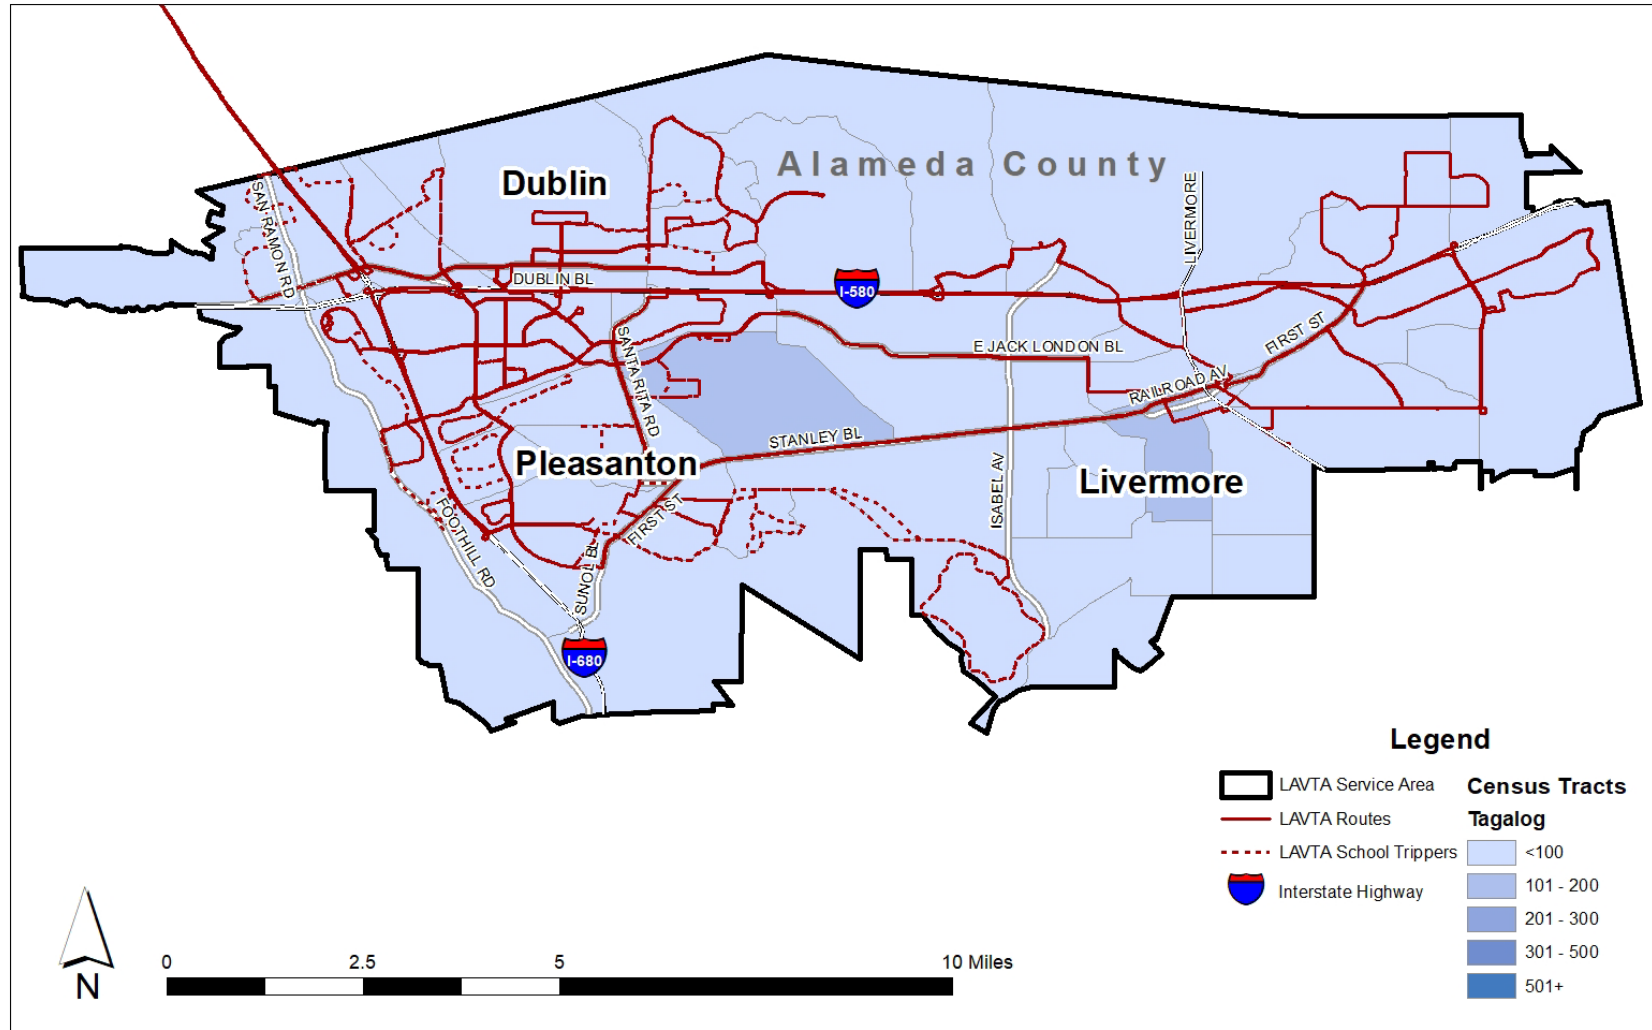 Alameda County
Dublin
SAN RAMON RD
LIVERMORE
DUBLIN BL
I-580
SANTA RITA RD
E JACK LONDON BL
FIRST ST
RAILROAD AV
STANLEY BL
Pleasanton
Livermore
ISABEL AV
FOOTHILL RD
FIRST ST
SUNOL BL
I-680
Legend
LAVTA Service Area
LAVTA Routes
LAVTA School Trippers
Interstate Highway
Census Tracts
Tagalog
<100
101 - 200
201 - 300
301 - 500
501+
N
0 2.5 5 10 Miles